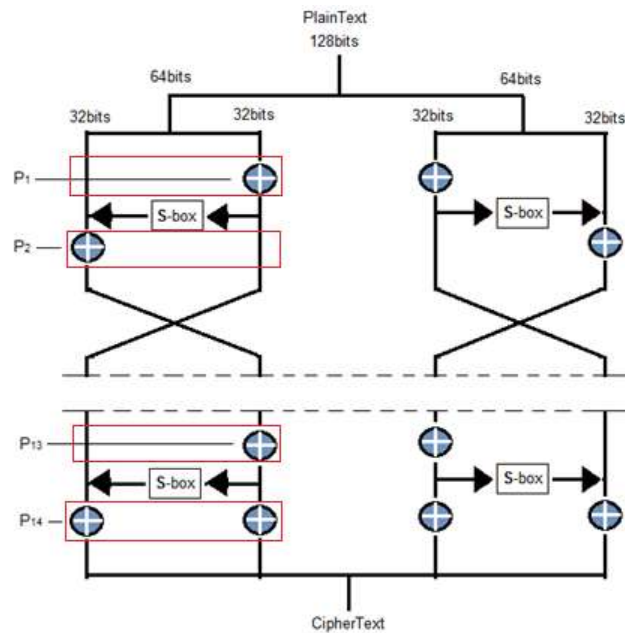 PlainText
128bits
64bits 64bits
32bits 32bits 32bits 32bits
P1
S-box S-box
P2
P13
S-box S-box
P14
CipherText